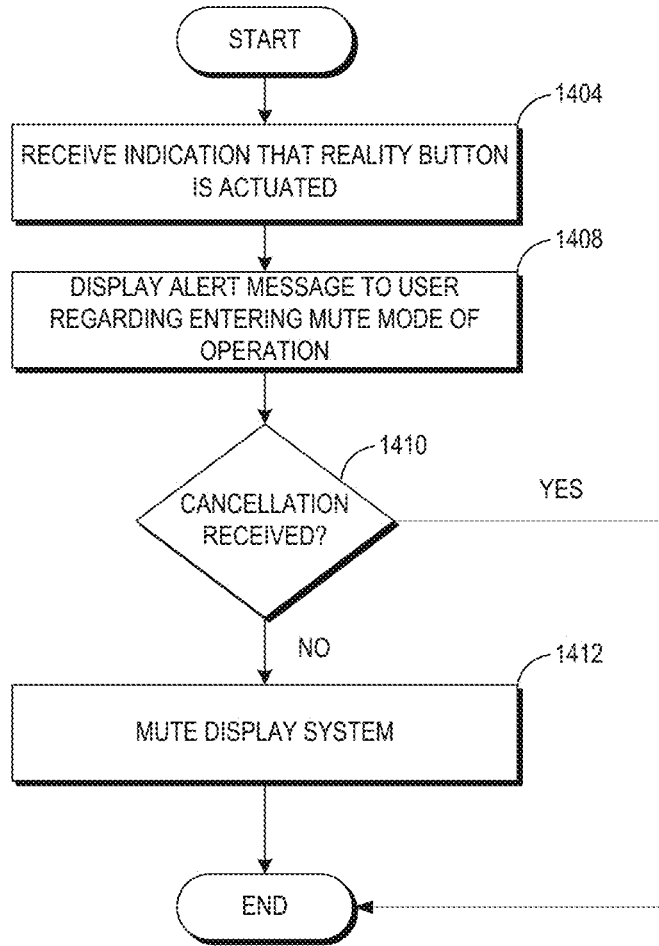 START
1404
RECEIVE INDICATION THAT REALITY BUTTON
IS ACTUATED
1408
DISPLAY ALERT MESSAGE TO USER
REGARDING ENTERING MUTE MODE OF
OPERATION
1410
CANCELLATION
RECEIVED?
YES
NO
1412
MUTE DISPLAY SYSTEM
END